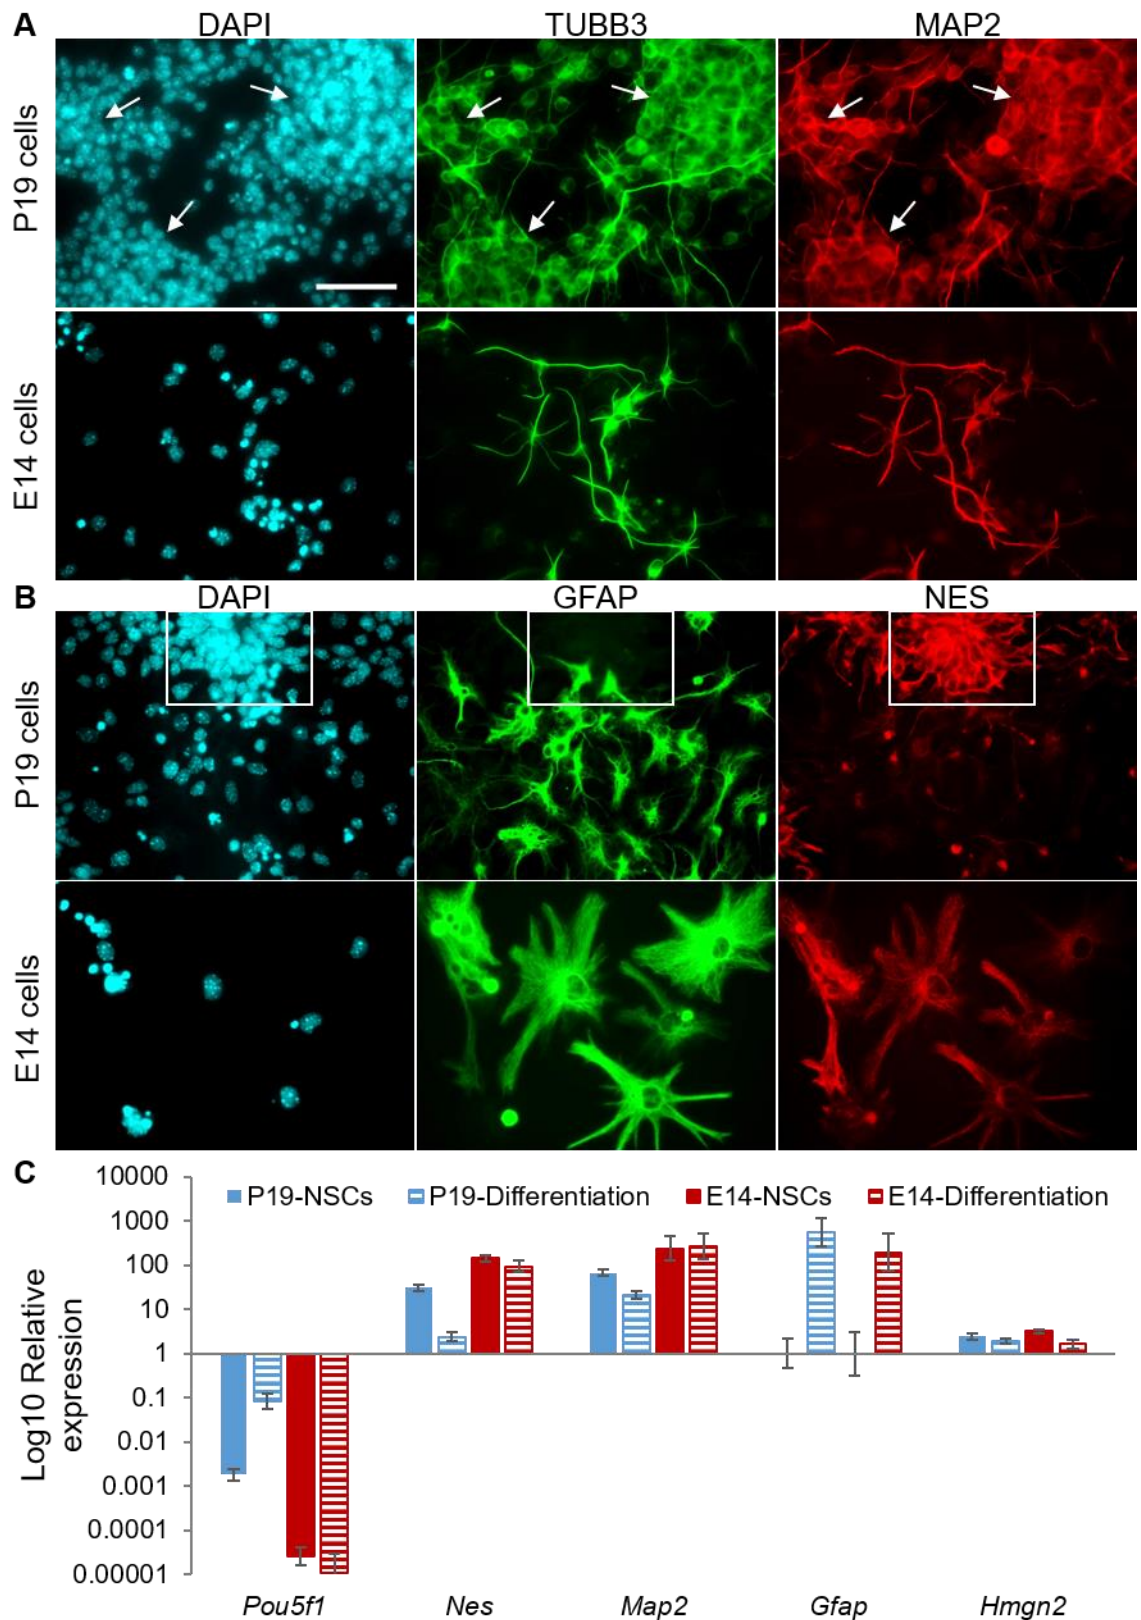 A DAPI TUBB3 MAP2
P19 cells
E14 cells
B DAPI GFAP NES
P19 cells
E14 cells
C
P19-NSCs P19-Differentiation E14-NSCs E14-Differentiation
Log10 Relative
expression
10000
1000
100
10
1
0.1
0.01
0.001
0.0001
0.00001
Pou5f1 Nes Map2 Gfap Hmgn2